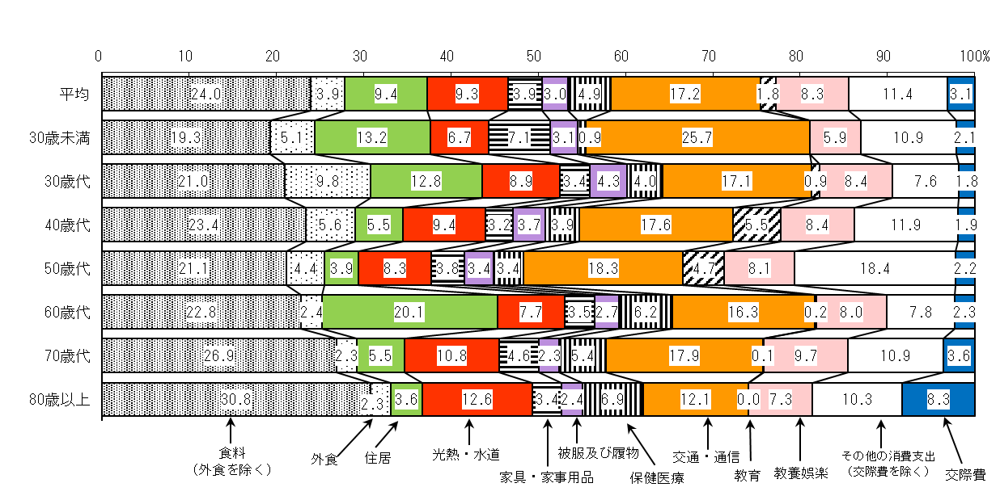 0 10 20 30 40 50 60 70 80 90 100%
平均 24.0 3.9 9.4 9.3 3.9 3.0 4.9 17.2 1.8 8.3 11.4 3.1
30歳未満 19.3 5.1 13.2 6.7 7.1 3.1 0.9 25.7 5.9 10.9 2.1
30歳代 21.0 9.8 12.8 8.9 3.4 4.3 4.0 17.1 0.9 8.4 7.6 1.8
40歳代 23.4 5.6 5.5 9.4 3.2 3.7 3.9 17.6 5.5 8.4 11.9 1.9
50歳代 21.1 4.4 3.9 8.3 3.8 3.4 3.4 18.3 4.7 8.1 18.4 2.2
60歳代 22.8 2.4 20.1 7.7 3.5 2.7 6.2 16.3 0.2 8.0 7.8 2.3
70歳代 26.9 2.3 5.5 10.8 4.6 2.3 5.4 17.9 0.1 9.7 10.9 3.6
80歳以上 30.8 2.3 3.6 12.6 3.4 2.4 6.9 12.1 0.0 7.3 10.3 8.3
食料
(外食を除く)
外食
住居
光熱・水道
家具・家事用品
被服及び履物
保健医療
交通・通信
教育
教養娯楽
その他の消費支出
(交際費を除く)
交際費